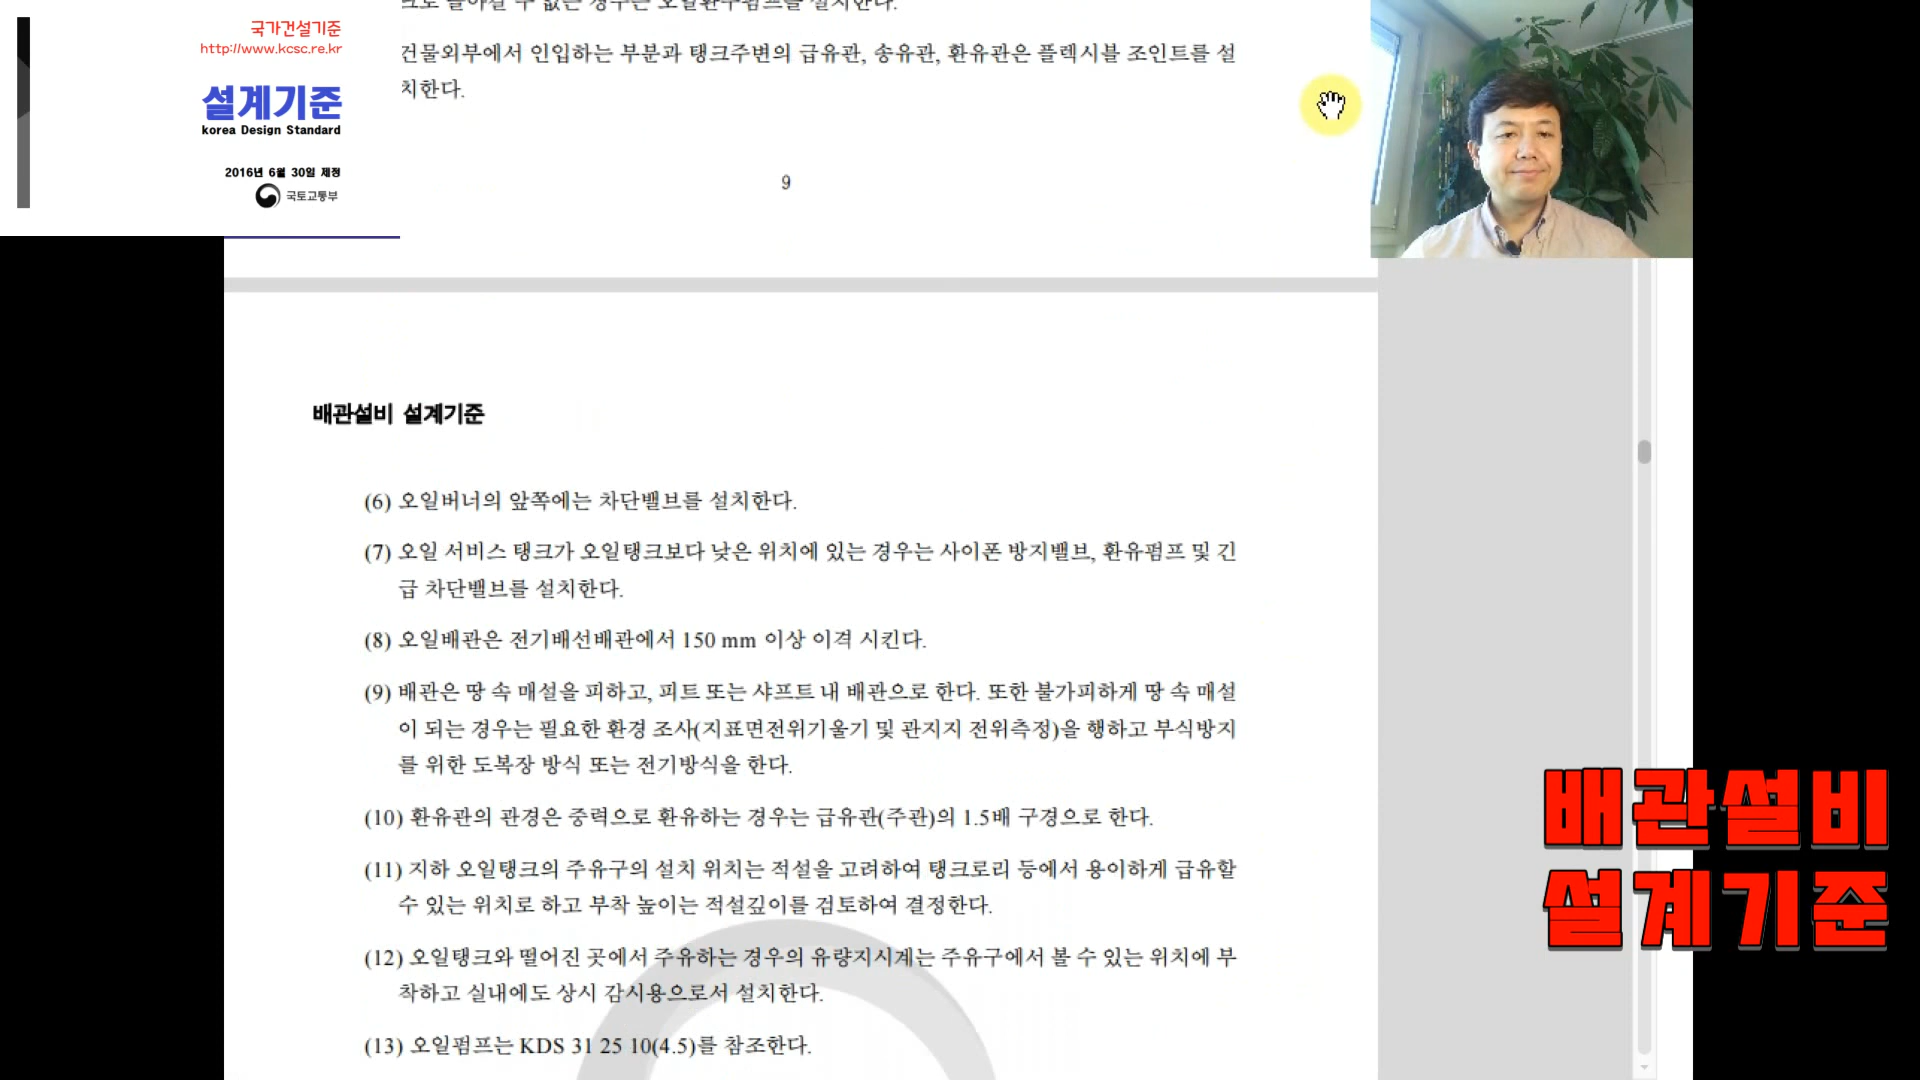 국가건설기준
http://www.kcsc.re.kr
설계기준
korea Design Standard
2016년 6월 30일 제정
국토교통부
크로 돌아갈 수 없는 경우는 오일환수펌프를 설치한다.
건물외부에서 인입하는 부분과 탱크주변의 급유관, 송유관, 환유관은 플렉시블 조인트를 설
치한다.
9
배관설비 설계기준
(6) 오일버너의 앞쪽에는 차단밸브를 설치한다.
(7) 오일 서비스 탱크가 오일탱크보다 낮은 위치에 있는 경우는 사이폰 방지밸브, 환유펌프 및 긴
급 차단밸브를 설치한다.
(8) 오일배관은 전기배선배관에서 150 mm 이상 이격 시킨다.
(9) 배관은 땅 속 매설을 피하고, 피트 또는 샤프트 내 배관으로 한다. 또한 불가피하게 땅 속 매설
이 되는 경우는 필요한 환경 조사(지표면전위기울기 및 관지지 전위측정)을 행하고 부식방지
를 위한 도복장 방식 또는 전기방식을 한다.
(10) 환유관의 관경은 중력으로 환유하는 경우는 급유관(주관)의 1.5배 구경으로 한다.
(11) 지하 오일탱크의 주유구의 설치 위치는 적설을 고려하여 탱크로리 등에서 용이하게 급유할
수 있는 위치로 하고 부착 높이는 적설깊이를 검토하여 결정한다.
(12) 오일탱크와 떨어진 곳에서 주유하는 경우의 유량지시계는 주유구에서 볼 수 있는 위치에 부
착하고 실내에도 상시 감시용으로서 설치한다.
(13) 오일펌프는 KDS 31 25 10(4.5)를 참조한다.
배관설비
설계기준